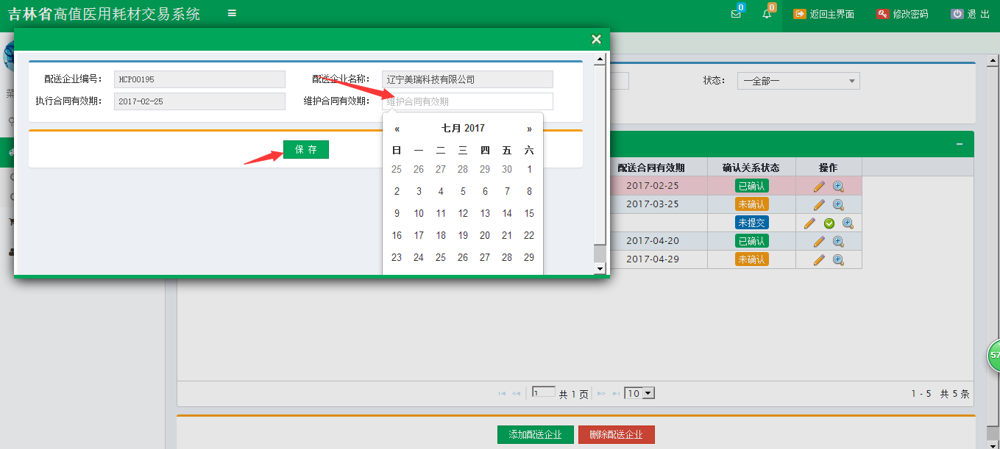 吉林省高值医用耗材交易系统
0
0
返回主界面
修改密码
退 出
配送企业编号：
HCP00195
配送企业名称：
辽宁美瑞科技有限公司
执行合同有效期：
2017-02-25
维护合同有效期：
维护合同有效期
保 存
« 七月 2017 »
日 一 二 三 四 五 六
25 26 27 28 29 30 1
2 3 4 5 6 7 8
9 10 11 12 13 14 15
16 17 18 19 20 21 22
23 24 25 26 27 28 29
状态：
—全部—
配送合同有效期 确认关系状态 操作
2017-02-25 已确认
2017-03-25 未确认
未提交
2017-04-20 已确认
2017-04-29 未确认
57
1 共 1 页 10
1 - 5 共 5 条
添加配送企业 删除配送企业